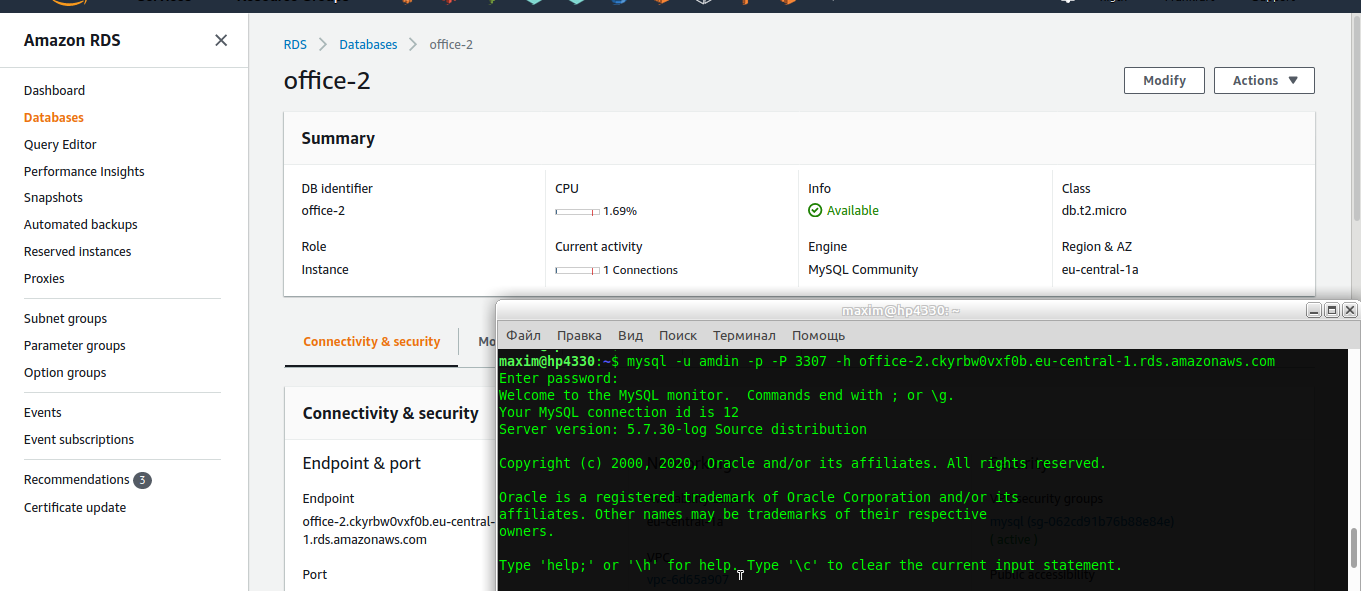 Amazon RDS
RDS
Databases
office-2
office-2
Modify
Actions
Dashboard
Databases
Query Editor
Performance Insights
Snapshots
Automated backups
Reserved instances
Proxies
Subnet groups
Parameter groups
Option groups
Events
Event subscriptions
Recommendations 3
Certificate update
Summary
DB Identifier
office-2
CPU
1.69%
Info
Available
Class
db.t2.micro
Role
Instance
Current activity
1 Connections
Engine
MySQL Community
Region & AZ
eu-central-1a
Connectivity & security
Mo
Connectivity & security
Endpoint & port
Endpoint
office-2.ckyrbw0vxf0b.eu-central-
1.rds.amazonaws.com
Port
maxim@hp4330: ~
Файл Правка Вид Поиск Терминал Помощь
maxim@hp4330:~$ mysql -u amdin -p -P 3307 -h office-2.ckyrbw0vxf0b.eu-central-1.rds.amazonaws.com
Enter password:
Welcome to the MySQL monitor.  Commands end with ; or \g.
Your MySQL connection id is 12
Server version: 5.7.30-log Source distribution
Copyright (c) 2000, 2020, Oracle and/or its affiliates. All rights reserved.
Oracle is a registered trademark of Oracle Corporation and/or its
affiliates. Other names may be trademarks of their respective
owners.
Type 'help;' or '\h' for help. Type '\c' to clear the current input statement.
security groups
( active )
VPC
Public accessibility